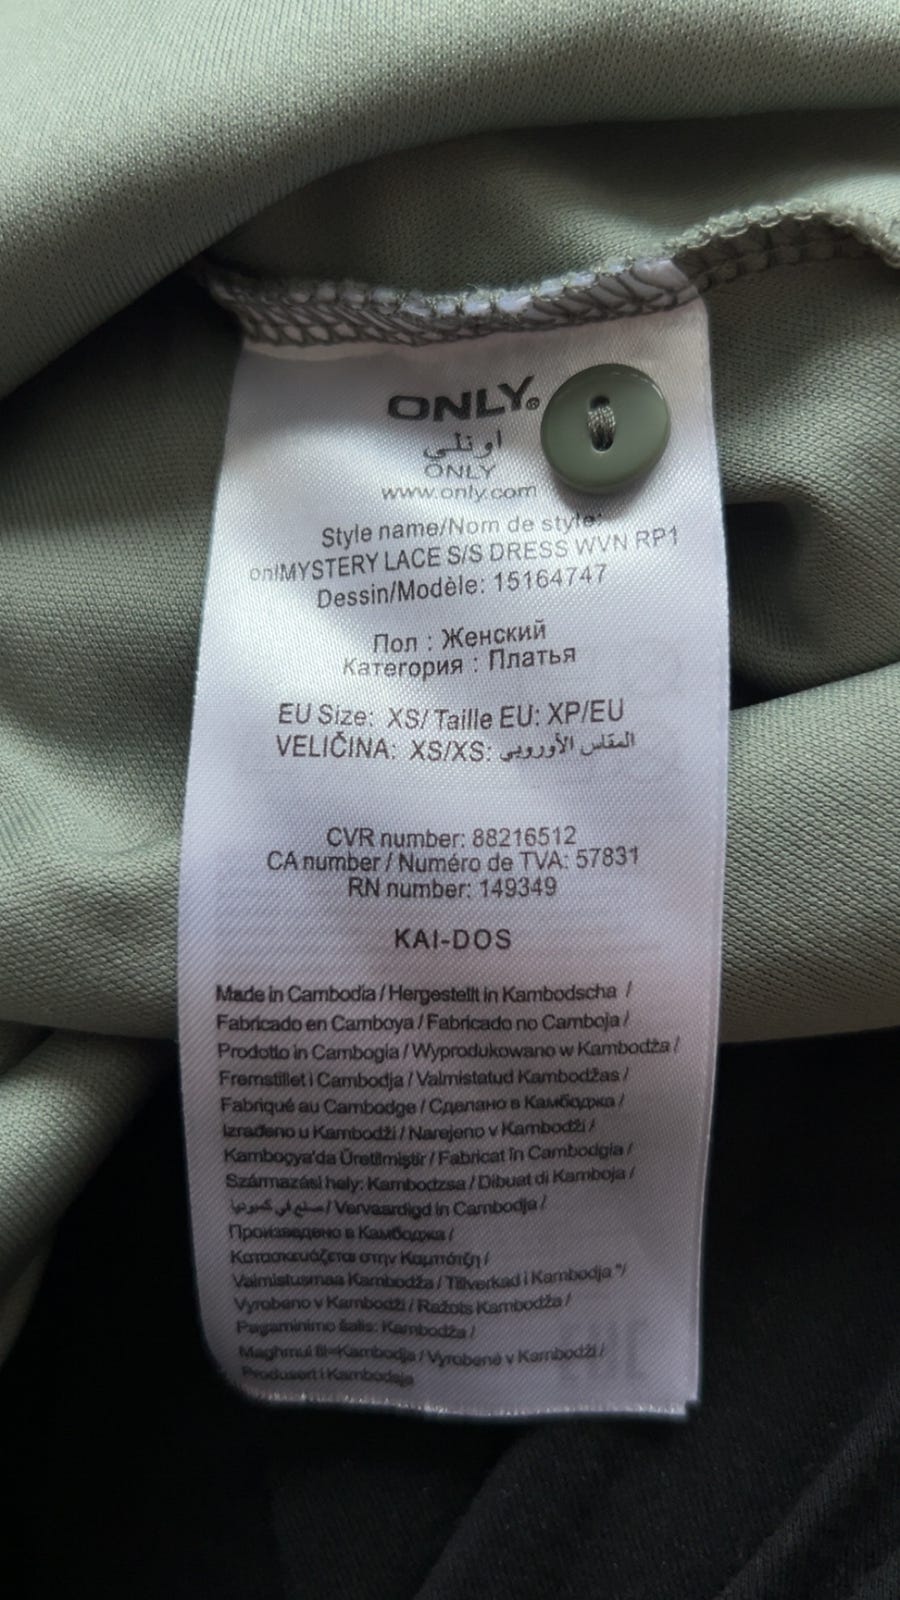 ONLY®
اونلي
ONLY
www.only.com
Style name/Nom de style:
onlMYSTERY LACE S/S DRESS WVN RP1
Dessin/Modèle: 15164747
Пол : Женский
Категория : Платья
EU Size: XS/ Taille EU: XP/EU
VELIČINA: XS/XS: المقاس الأوروبي
CVR number: 88216512
CA number / Numéro de TVA: 57831
RN number: 149349
KAI-DOS
Made in Cambodia / Hergestellt in Kambodscha /
Fabricado en Camboya / Fabricado no Camboja /
Prodotto in Cambogia / Wyprodukowano w Kambodża /
Fremstillet i Cambodja / Valmistatud Kambodžas /
Fabriqué au Cambodge / Сделано в Камбоджа /
Izrađeno u Kambodži / Narejeno v Kambodži /
Kamboçya'da Üretilmiştir / Fabricat în Cambodgia /
Származási hely: Kambodzsa / Dibuat di Kamboja /
صنع في كمبوديا / Vervaardigd in Cambodja /
Произведено в Камбоджа /
Κατασκευάζεται στην Καμπότζη /
Valmistusmaa Kambodža / Tillverkad i Kambodja "/
Vyrobeno v Kambodži / Ražots Kambodža /
Pagaminimo šalis: Kambodža /
Maghmul fil=Kambodja / Vyrobené v Kambodži /
Produsert i Kambodsja